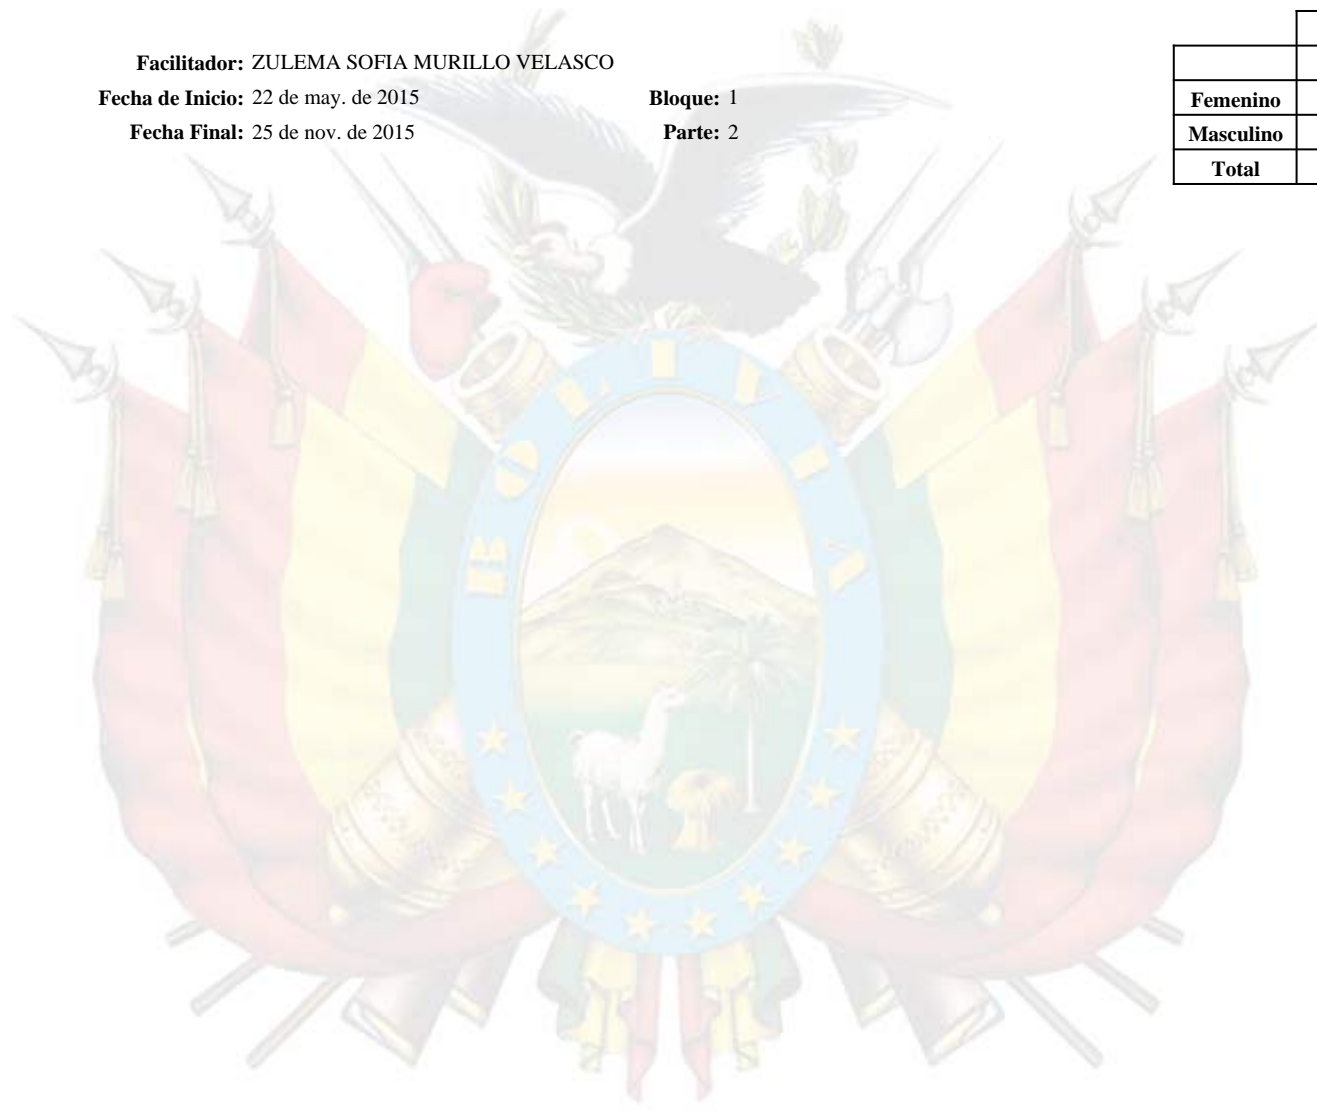 Facilitador: ZULEMA SOFIA MURILLO VELASCO
Fecha de Inicio: 22 de may. de 2015 Bloque: 1
Fecha Final: 25 de nov. de 2015 Parte: 2
Femenino
Masculino
Total
BOLIVIA